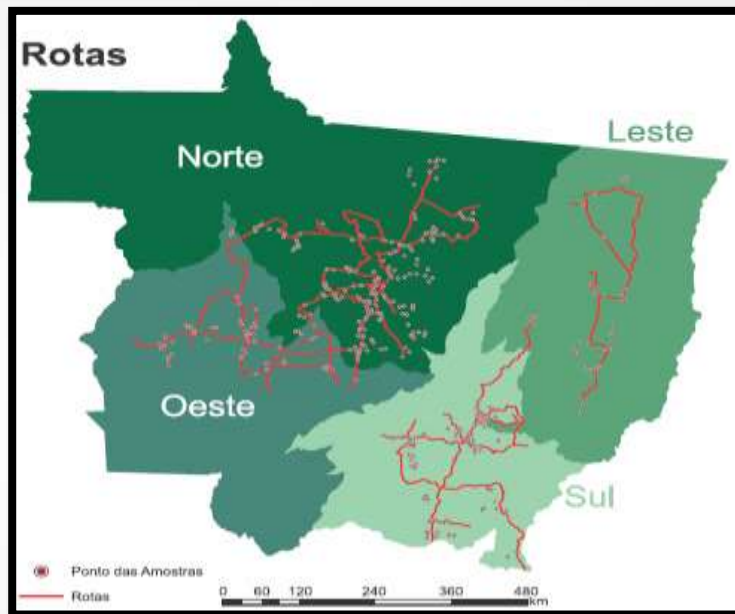 Rotas
Leste
Norte
Oeste
Sul
Ponto das Amostras
Rotas
0 60 120 240 360 480
km